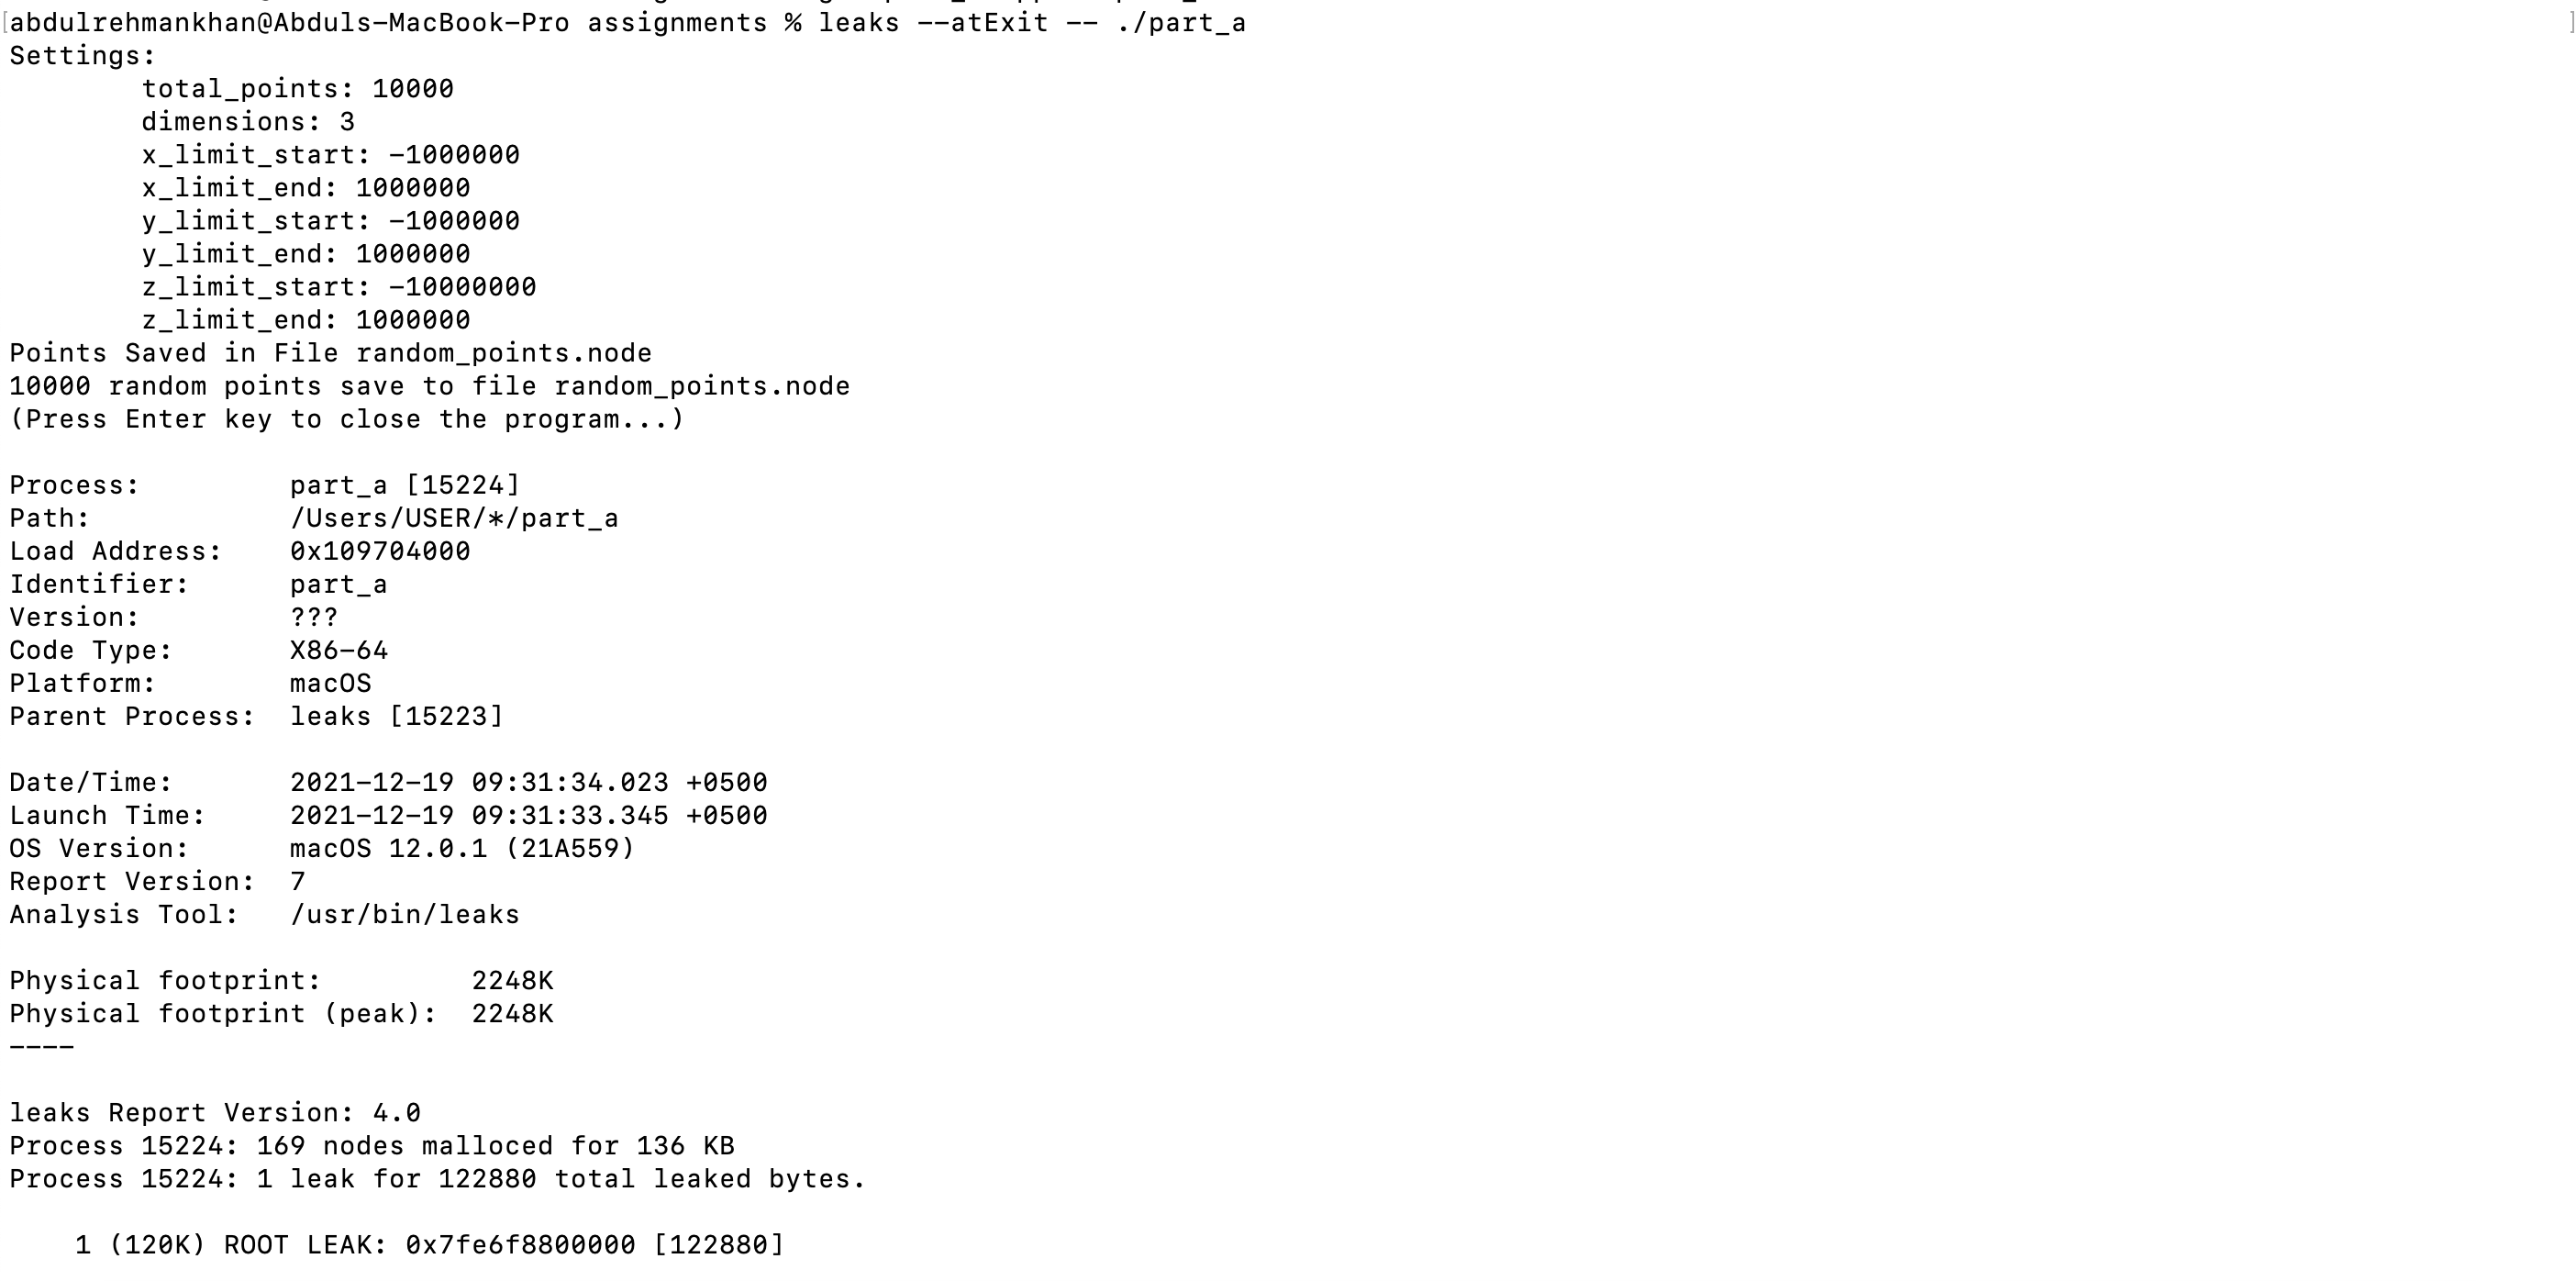 [abdulrehmankhan@Abduls-MacBook-Pro assignments % leaks --atExit -- ./part_a ]
Settings:
total_points: 10000
dimensions: 3
x_limit_start: -1000000
x_limit_end: 1000000
y_limit_start: -1000000
y_limit_end: 1000000
z_limit_start: -10000000
z_limit_end: 1000000
Points Saved in File random_points.node
10000 random points save to file random_points.node
(Press Enter key to close the program...)
Process: part_a [15224]
Path: /Users/USER/*/part_a
Load Address: 0x109704000
Identifier: part_a
Version: ???
Code Type: X86-64
Platform: macOS
Parent Process: leaks [15223]
Date/Time: 2021-12-19 09:31:34.023 +0500
Launch Time: 2021-12-19 09:31:33.345 +0500
OS Version: macOS 12.0.1 (21A559)
Report Version: 7
Analysis Tool: /usr/bin/leaks
Physical footprint: 2248K
Physical footprint (peak): 2248K
----
leaks Report Version: 4.0
Process 15224: 169 nodes malloced for 136 KB
Process 15224: 1 leak for 122880 total leaked bytes.
1 (120K) ROOT LEAK: 0x7fe6f8800000 [122880]